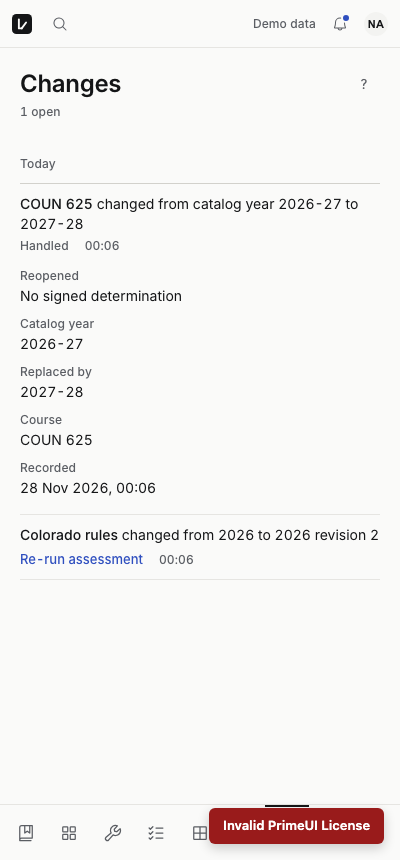 Demo data
NA
Changes
?
1 open
Today
COUN 625 changed from catalog year 2026-27 to
2027-28
Handled 00:06
Reopened
No signed determination
Catalog year
2026-27
Replaced by
2027-28
Course
COUN 625
Recorded
28 Nov 2026, 00:06
Colorado rules changed from 2026 to 2026 revision 2
Re-run assessment 00:06
Invalid PrimeUI License